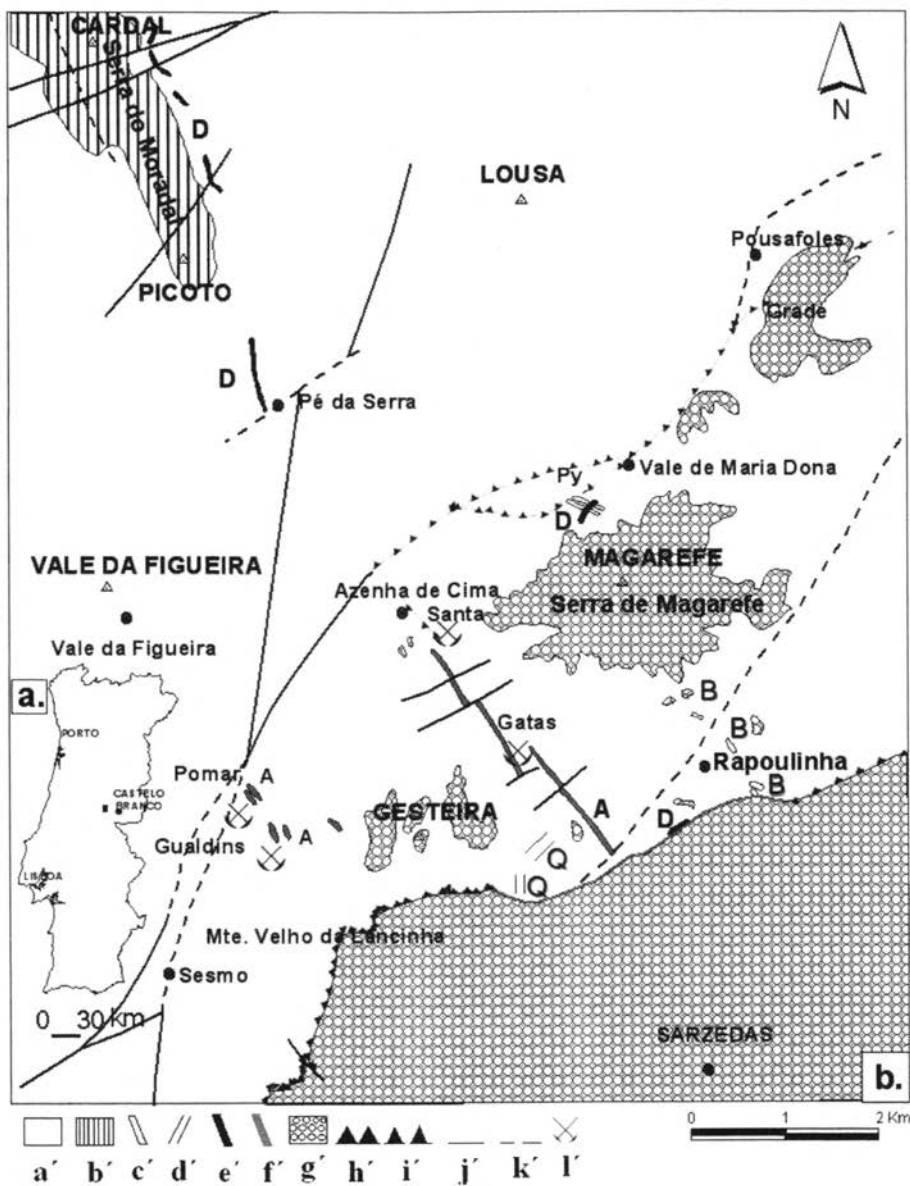 CARDAL
Serra do Moradal
D
N
LOUSA
Pousafoles
PICOTO
Grade
D
Pé da Serra
Vale de Maria Dona
Py
D
VALE DA FIGUEIRA
MAGAREFE
Azenha de Cima
Serra de Magarefe
Santa
Vale da Figueira
a.
B
PORTO
Gatas
B
Pomar
A
Rapoulinha
CASTELO
BRANCO
GESTEIRA
A
B
D
Gualdins
A
Q
LISBOA
Q
Mte. Velho da Lancinha
Sesmo
0 30 km
SARZEDAS
b.
0 1 2 Km
a´ b´ c´ d´ e´ f´ g´ h´ i´ j´ k´ l´